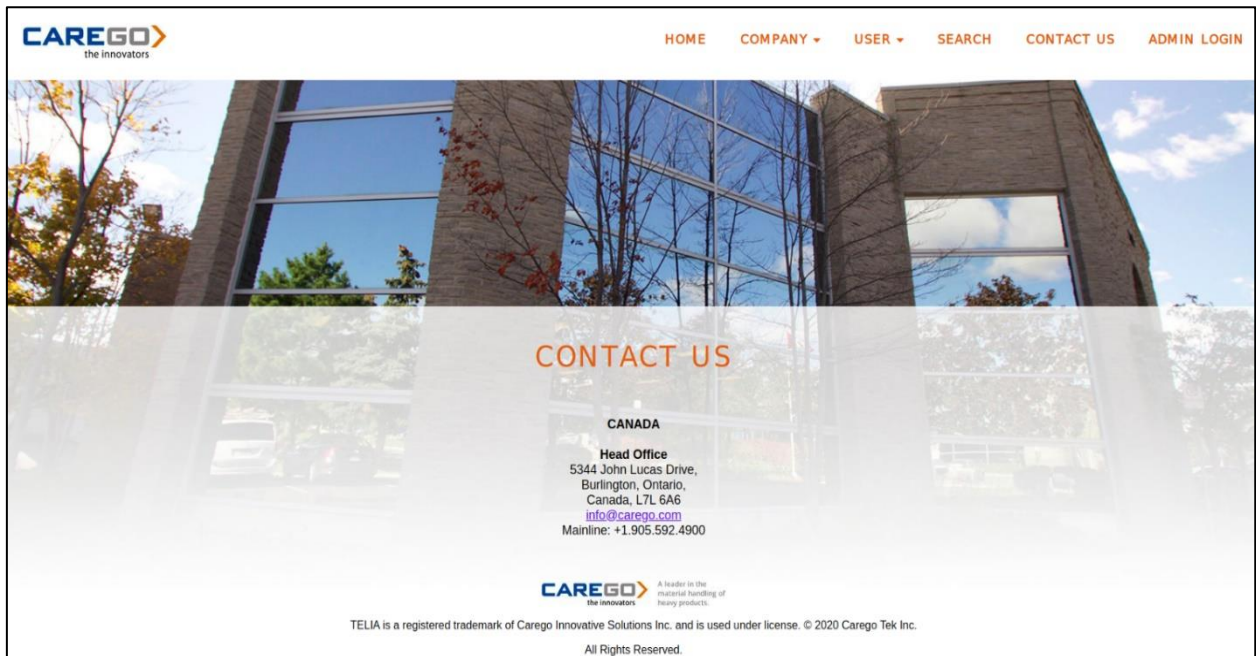 CAREGO
the innovators
HOME COMPANY USER SEARCH CONTACT US ADMIN LOGIN
CONTACT US
CANADA
Head Office
5344 John Lucas Drive,
Burlington, Ontario,
Canada, L7L 6A6
info@carego.com
Mainline: +1.905.592.4900
CAREGO
the innovators
A leader in the
material handling of
heavy products.
TELIA is a registered trademark of Carego Innovative Solutions Inc. and is used under license. © 2020 Carego Tek Inc.
All Rights Reserved.